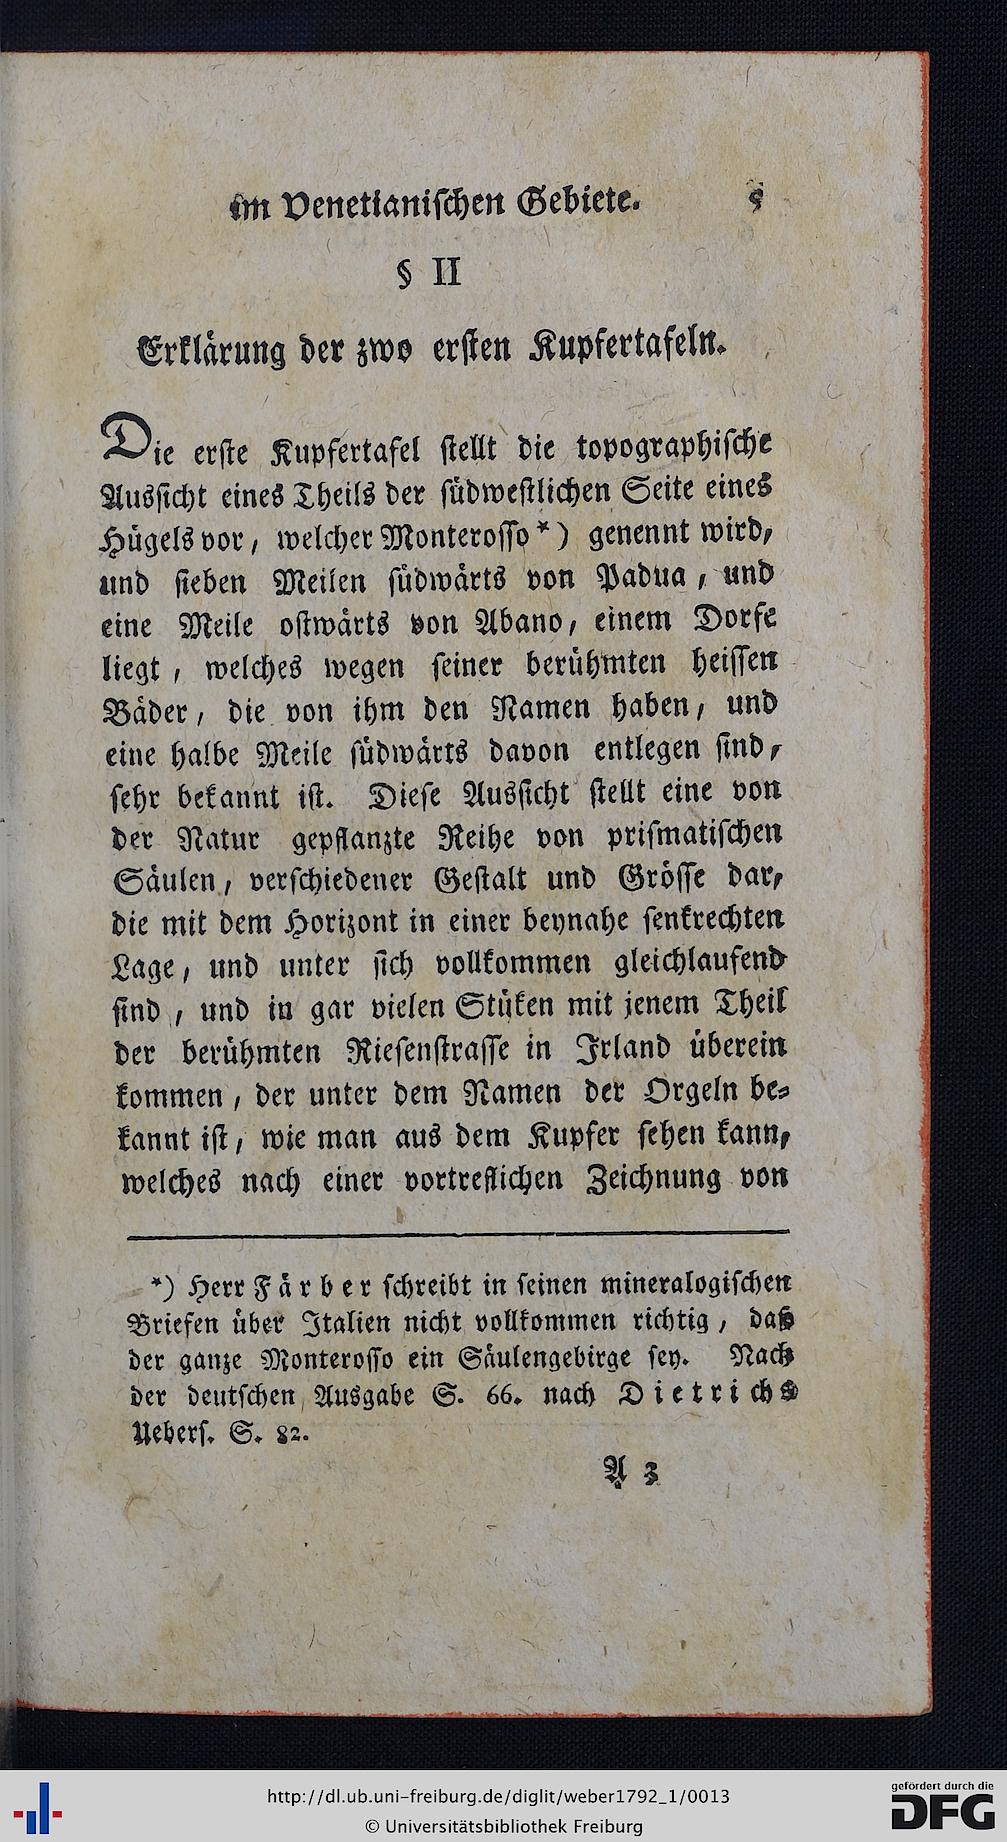 im Venetianischen Gebiete. 5
§ II
Erklärung der zwo ersten Kupfertafeln.
Die erste Kupfertafel stellt die topographische
Aussicht eines Theils der südwestlichen Seite eines
Hügels vor, welcher Monterosso *) genennt wird,
und sieben Meilen südwärts von Padua, und
eine Meile ostwärts von Abano, einem Dorfe
liegt, welches wegen seiner berühmten heissen
Bäder, die von ihm den Namen haben, und
eine halbe Meile südwärts davon entlegen sind,
sehr bekannt ist. Diese Aussicht stellt eine von
der Natur gepflanzte Reihe von prismatischen
Säulen, verschiedener Gestalt und Grösse dar,
die mit dem Horizont in einer beynahe senkrechten
Lage, und unter sich vollkommen gleichlaufend
sind, und in gar vielen Stüken mit jenem Theil
der berühmten Riesenstrasse in Irland überein
kommen, der unter dem Namen der Orgeln be-
kannt ist, wie man aus dem Kupfer sehen kann,
welches nach einer vortreflichen Zeichnung von
*) Herr Färber schreibt in seinen mineralogischen
Briefen über Italien nicht vollkommen richtig, daß
der ganze Monterosso ein Säulengebirge sey. Nach
der deutschen Ausgabe S. 66. nach Dietrichs
Uebers. S. 82.
A 3
http://dl.ub.uni-freiburg.de/diglit/weber1792_1/0013
© Universitätsbibliothek Freiburg
gefördert durch die
DFG